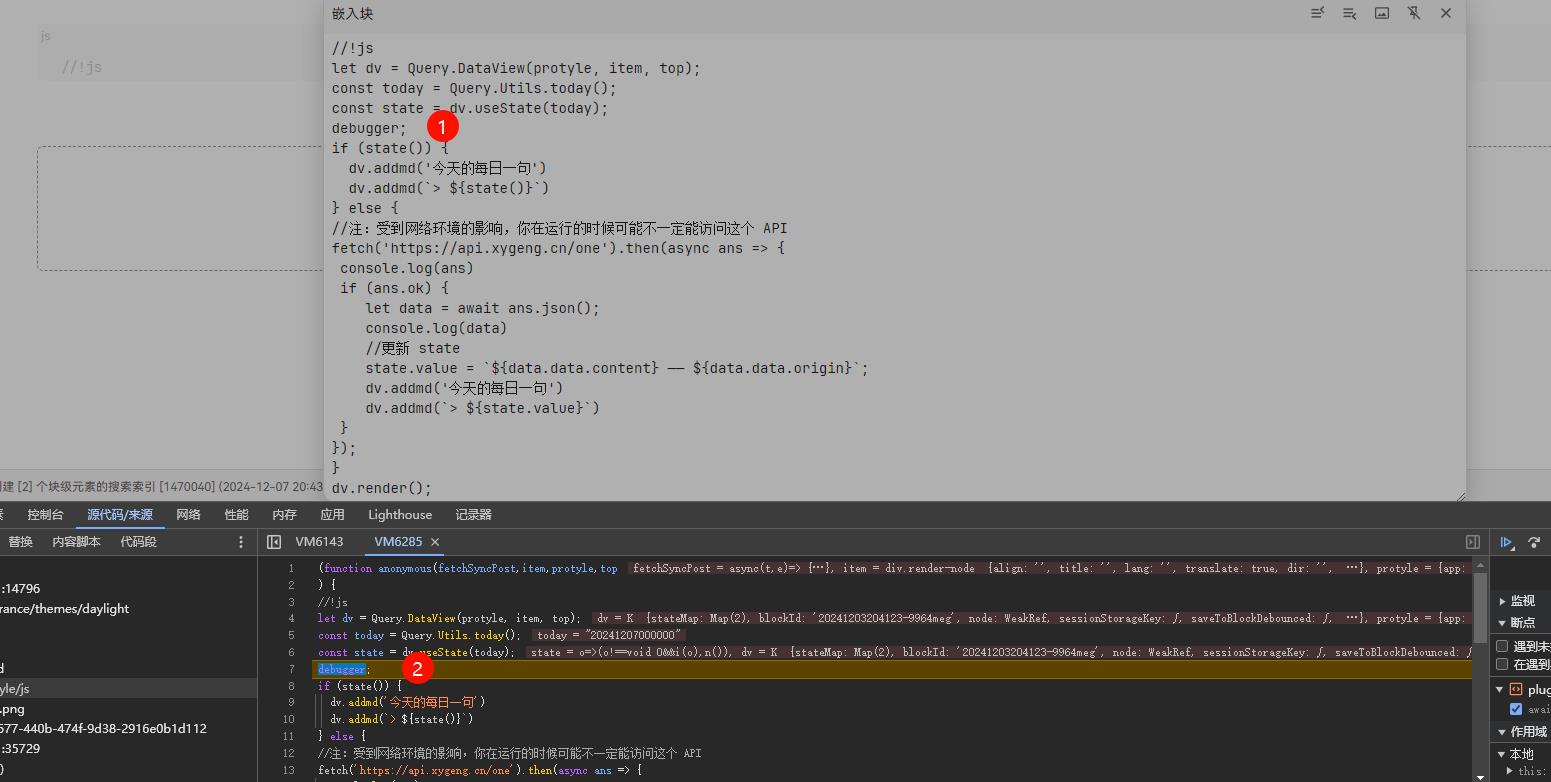 嵌入块
js
//!js
//!js
let dv = Query.DataView(protyle, item, top);
const today = Query.Utils.today();
const state = dv.useState(today);
debugger;
1
if (state()) {
dv.addmd('今天的每日一句')
dv.addmd(`> ${state()}`)
} else {
//注：受到网络环境的影响，你在运行的时候可能不一定能访问这个 API
fetch('https://api.xygeng.cn/one').then(async ans => {
console.log(ans)
if (ans.ok) {
let data = await ans.json();
console.log(data)
//更新 state
state.value = `${data.data.content} —— ${data.data.origin}`;
dv.addmd('今天的每日一句')
dv.addmd(`> ${state.value}`)
}
});
}
dv.render();
建 [2] 个块级元素的搜索索引 [1470040] (2024-12-07 20:43
控制台 源代码/来源 网络 性能 内存 应用 Lighthouse 记录器
替换 内容脚本 代码段
VM6143 VM6285 ×
:14796
rance/themes/daylight
d
yle/js
.png
577-440b-474f-9d38-2916e0b1d112
:35729
)
1 (function anonymous(fetchSyncPost,item,protyle,top fetchSyncPost = async(t,e)=> {…}, item = div.render-node {align: '', title: '', lang: '', translate: true, dir: '', …}, protyle = {app:
2 ) {
3 //!js
4 let dv = Query.DataView(protyle, item, top); dv = K {stateMap: Map(2), blockId: '20241203204123-9964meg', node: WeakRef, sessionStorageKey: ƒ, saveToBlockDebounced: ƒ, …}, protyle = {app:
5 const today = Query.Utils.today(); today = "20241207000000"
6 const state = dv.useState(today); state = o=>(o!==void 0&&i(o),n()), dv = K {stateMap: Map(2), blockId: '20241203204123-9964meg', node: WeakRef, sessionStorageKey: ƒ, saveToBlockDebounced: ƒ
7 debugger;
2
8 if (state()) {
9 dv.addmd('今天的每日一句')
10 dv.addmd(`> ${state()}`)
11 } else {
12 //注：受到网络环境的影响，你在运行的时候可能不一定能访问这个 API
13 fetch('https://api.xygeng.cn/one').then(async ans => {
监视
断点
遇到未
在遇到
plug
awai
作用域
本地
this: